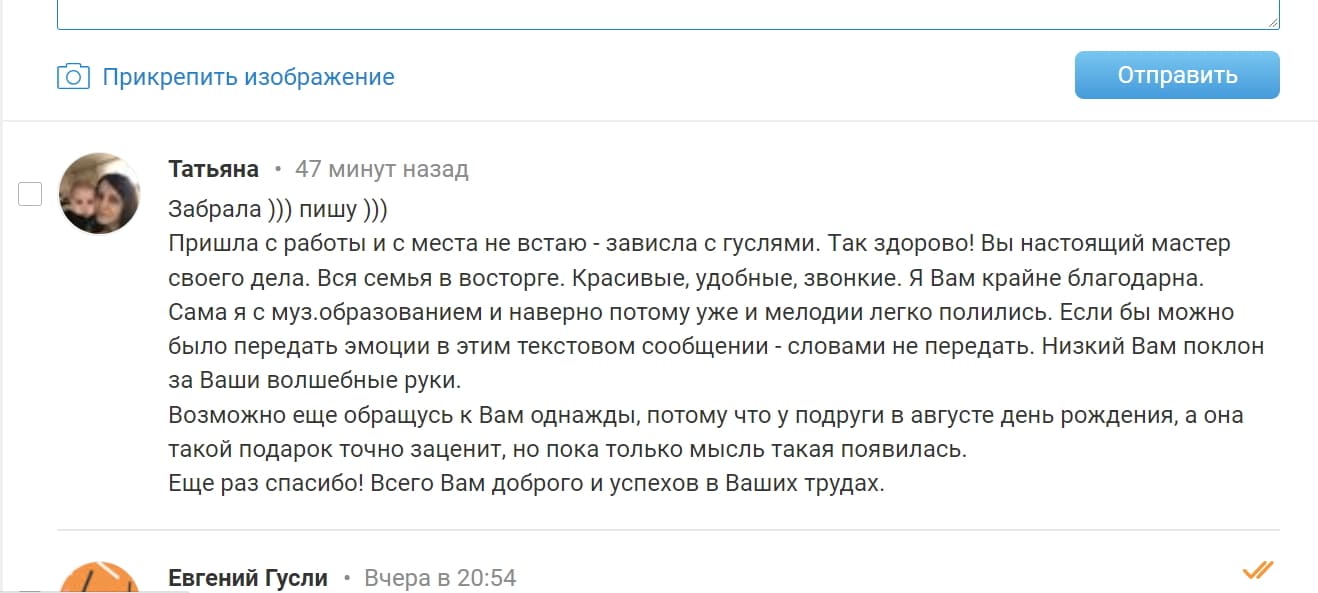 Прикрепить изображение
Отправить
Татьяна • 47 минут назад
Забрала ))) пишу )))
Пришла с работы и с места не встаю - зависла с гуслями. Так здорово! Вы настоящий мастер
своего дела. Вся семья в восторге. Красивые, удобные, звонкие. Я Вам крайне благодарна.
Сама я с муз.образованием и наверно потому уже и мелодии легко полились. Если бы можно
было передать эмоции в этим текстовом сообщении - словами не передать. Низкий Вам поклон
за Ваши волшебные руки.
Возможно еще обращусь к Вам однажды, потому что у подруги в августе день рождения, а она
такой подарок точно заценит, но пока только мысль такая появилась.
Еще раз спасибо! Всего Вам доброго и успехов в Ваших трудах.
Евгений Гусли • Вчера в 20:54